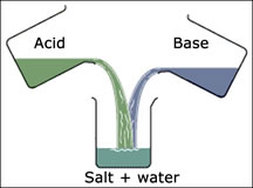 Acid
Base
Salt + water